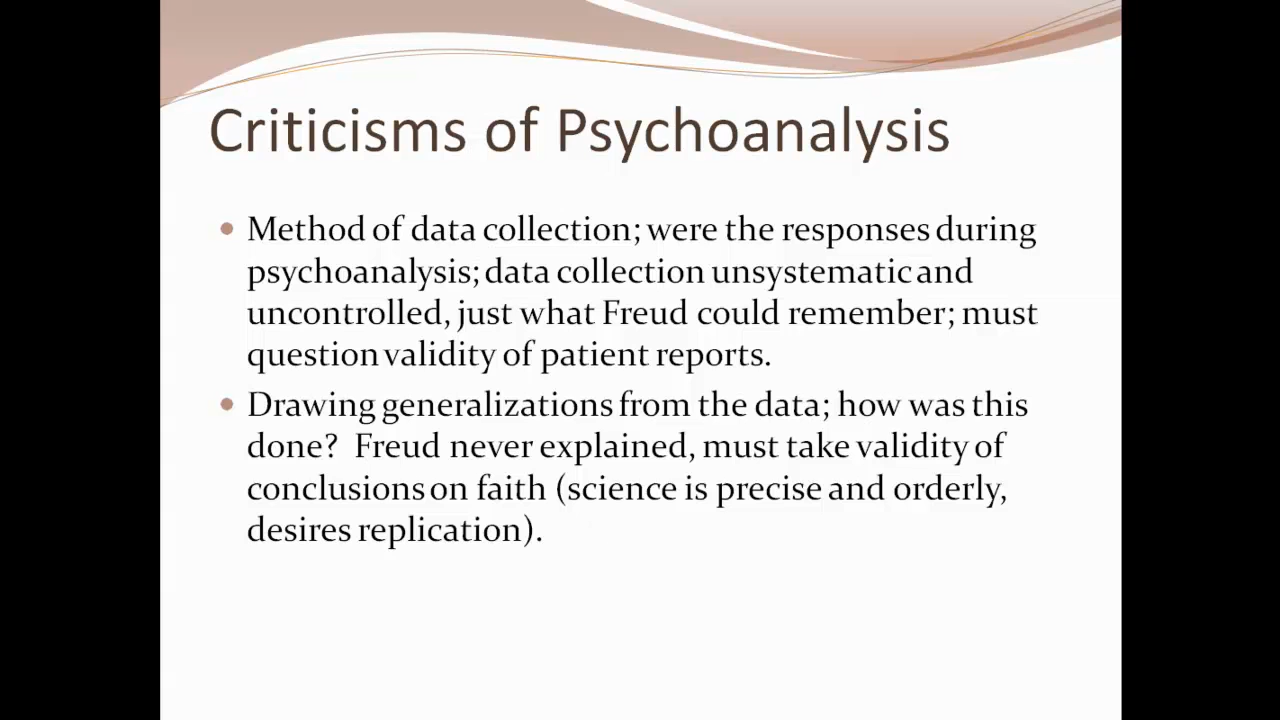 Criticisms of Psychoanalysis
• Method of data collection; were the responses during
psychoanalysis; data collection unsystematic and
uncontrolled, just what Freud could remember; must
question validity of patient reports.
• Drawing generalizations from the data; how was this
done?  Freud never explained, must take validity of
conclusions on faith (science is precise and orderly,
desires replication).